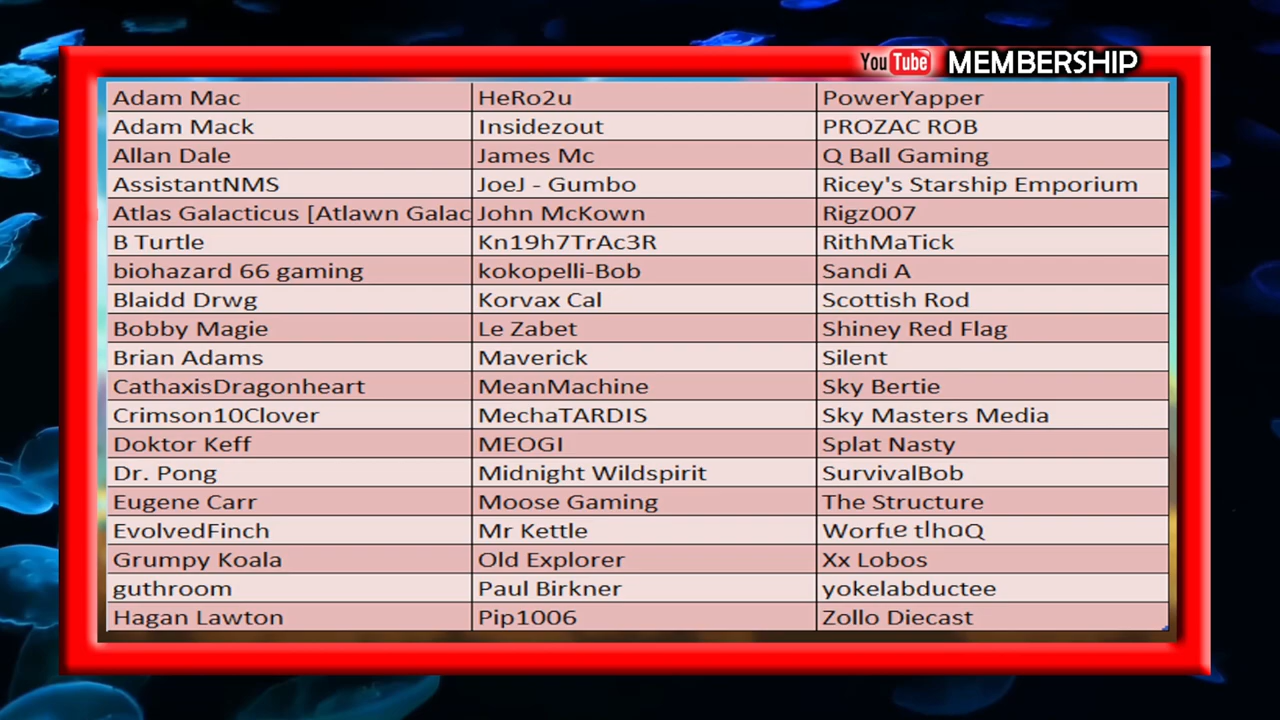 YouTube MEMBERSHIP
Adam Mac HeRo2u PowerYapper
Adam Mack Insidezout PROZAC ROB
Allan Dale James Mc Q Ball Gaming
AssistantNMS JoeJ - Gumbo Ricey's Starship Emporium
Atlas Galacticus [Atlawn Galac John McKown Rigz007
B Turtle Kn19h7TrAc3R RithMaTick
biohazard 66 gaming kokopelli-Bob Sandi A
Blaidd Drwg Korvax Cal Scottish Rod
Bobby Magie Le Zabet Shiney Red Flag
Brian Adams Maverick Silent
CathaxisDragonheart MeanMachine Sky Bertie
Crimson10Clover MechaTARDIS Sky Masters Media
Doktor Keff MEOGI Splat Nasty
Dr. Pong Midnight Wildspirit SurvivalBob
Eugene Carr Moose Gaming The Structure
EvolvedFinch Mr Kettle Worfιɐ tlhɑQ
Grumpy Koala Old Explorer Xx Lobos
guthroom Paul Birkner yokelabductee
Hagan Lawton Pip1006 Zollo Diecast